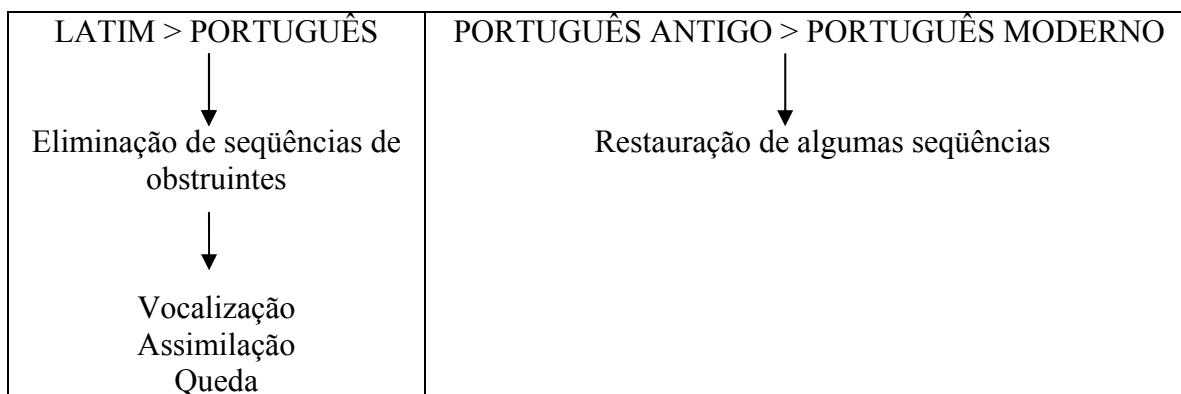 LATIM > PORTUGUÊS
PORTUGUÊS ANTIGO > PORTUGUÊS MODERNO
Eliminação de seqüências de
obstruintes
Restauração de algumas seqüências
Vocalização
Assimilação
Queda